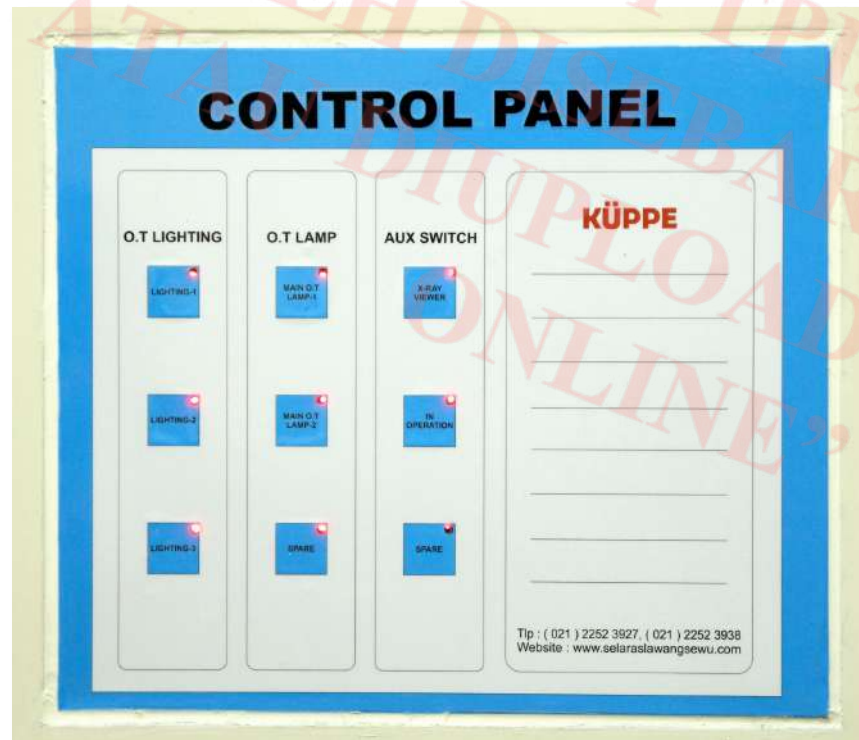 CONTROL PANEL
O.T LIGHTING
LIGHTING-1
LIGHTING-2
LIGHTING-3
O.T LAMP
MAIN O.T
LAMP-1
MAIN O.T
LAMP-2
SPARE
AUX SWITCH
X-RAY
VIEWER
IN
OPERATION
SPARE
KÜPPE
Tlp : ( 021 ) 2252 3927, ( 021 ) 2252 3938
Website : www.selaraslawangsewu.com
ATAU DIUPLOAD
ONLINE”
DISEBAR